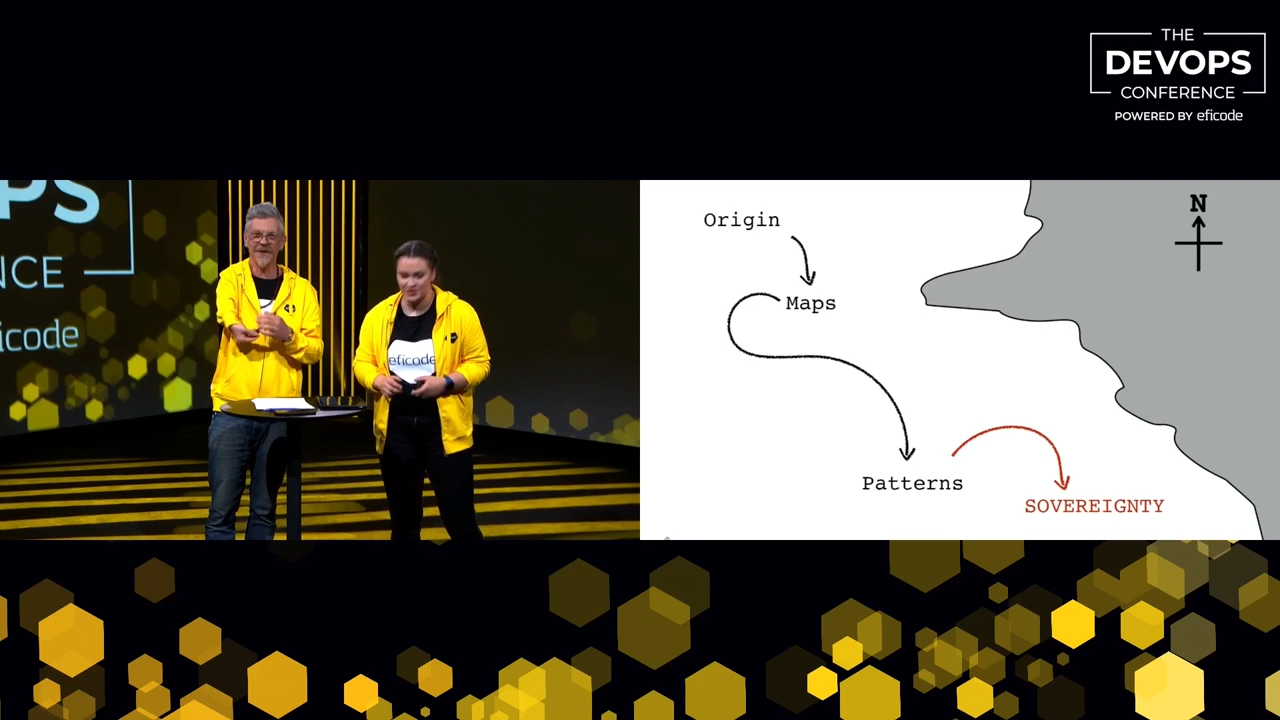 THE
DEVOPS
CONFERENCE
POWERED BY eficode
PS
NCE
icode
eficode
Origin
Maps
Patterns
SOVEREIGNTY
N